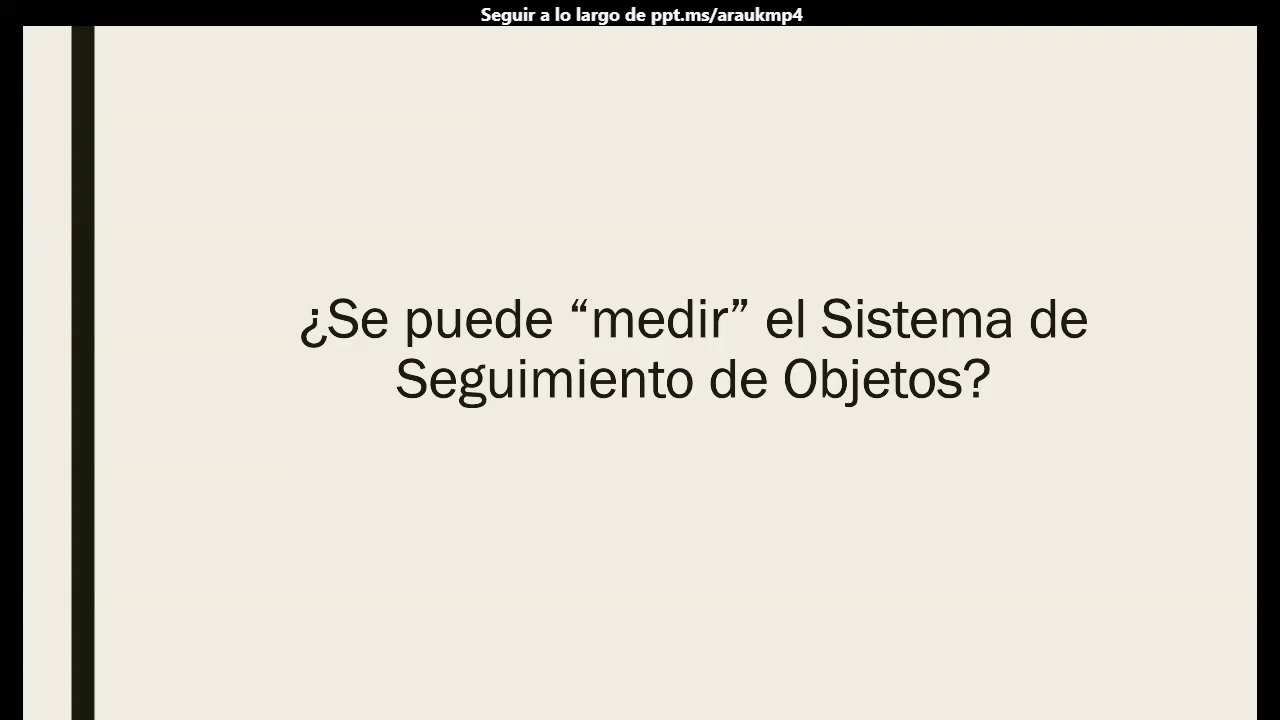 Seguir a lo largo de ppt.ms/araukmp4
¿Se puede “medir” el Sistema de
Seguimiento de Objetos?